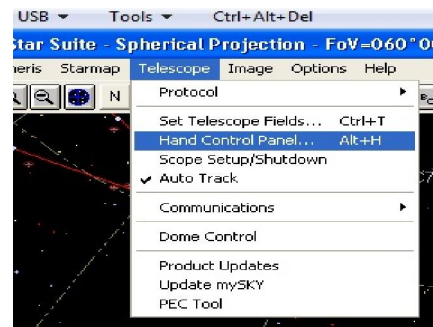 USB ▾ Tools ▾ Ctrl+Alt+Del
Star Suite - Spherical Projection - FoV=060°0
neris Starmap Telescope Image Options Help
N
Protocol
Set Telescope Fields... Ctrl+T
Hand Control Panel... Alt+H
Scope Setup/Shutdown
✓ Auto Track
Communications
Dome Control
Product Updates
Update mySKY
PEC Tool